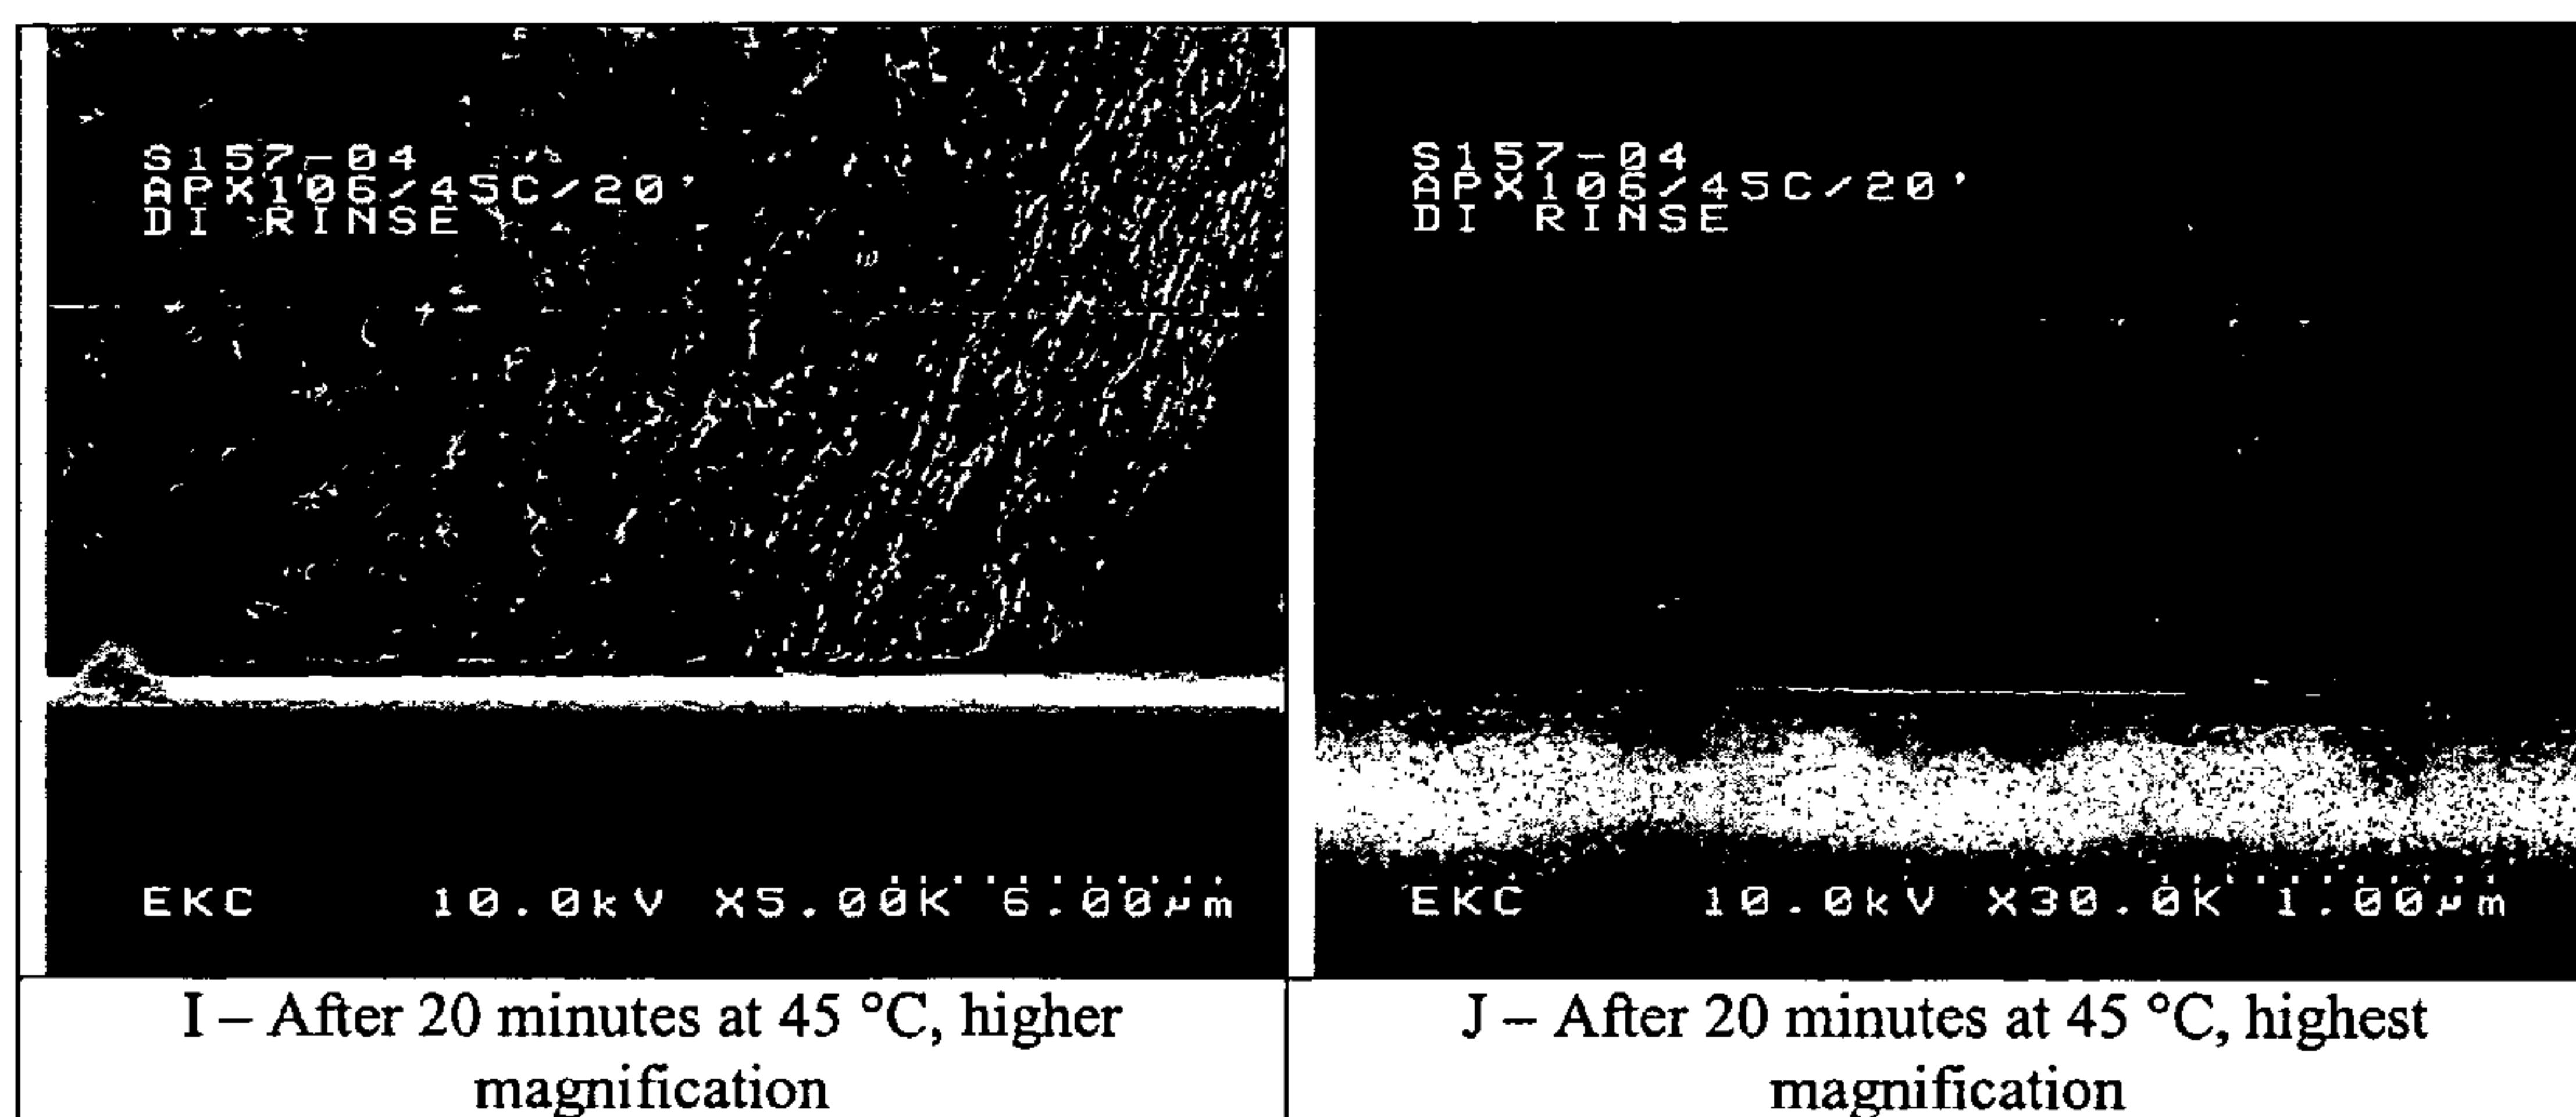 S157-04
APX106/45C/20'
DI RINSE
EKC 10.0kV X5.00K 6.00µm
I – After 20 minutes at 45 °C, higher
magnification
S157-04
APX106/45C/20'
DI RINSE
EKC 10.0kV X30.0K 1.00µm
J – After 20 minutes at 45 °C, highest
magnification